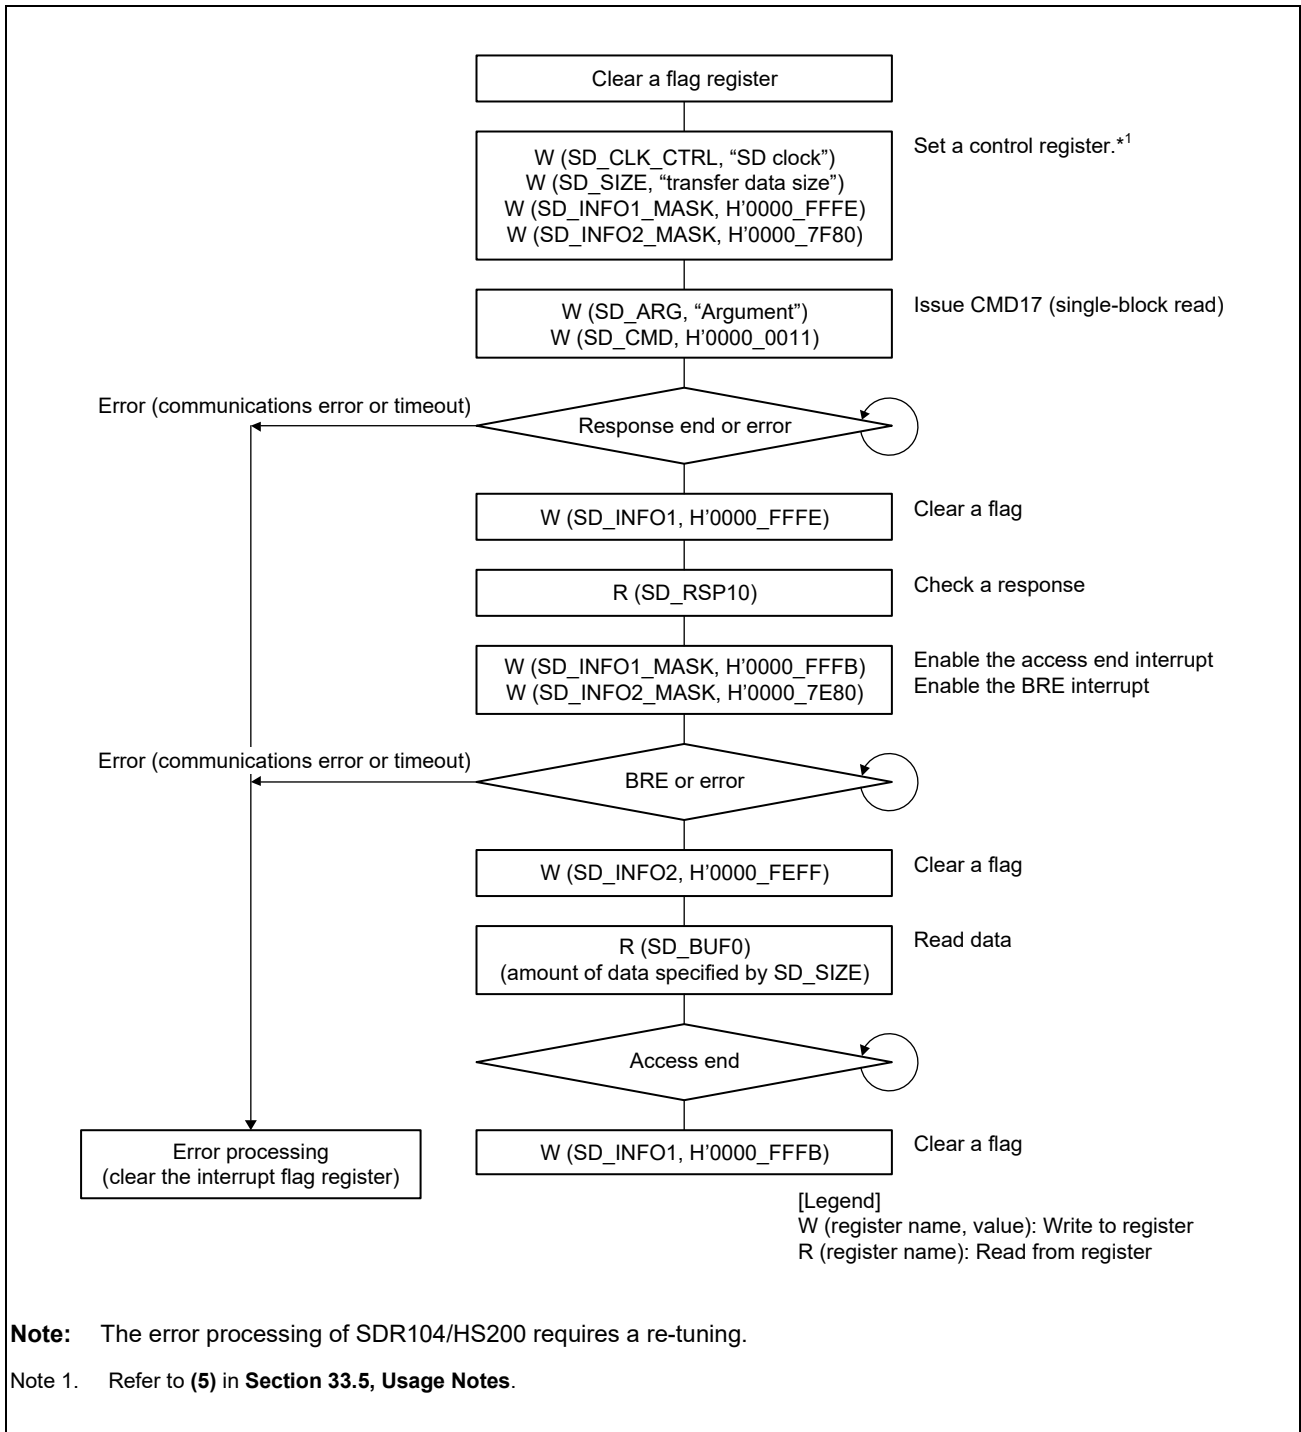 Clear a flag register
W (SD_CLK_CTRL, “SD clock”)
W (SD_SIZE, “transfer data size”)
W (SD_INFO1_MASK, H’0000_FFFE)
W (SD_INFO2_MASK, H’0000_7F80)
Set a control register.*1
W (SD_ARG, “Argument”)
W (SD_CMD, H’0000_0011)
Issue CMD17 (single-block read)
Error (communications error or timeout)
Response end or error
W (SD_INFO1, H’0000_FFFE)
Clear a flag
R (SD_RSP10)
Check a response
W (SD_INFO1_MASK, H’0000_FFFB)
W (SD_INFO2_MASK, H’0000_7E80)
Enable the access end interrupt
Enable the BRE interrupt
Error (communications error or timeout)
BRE or error
W (SD_INFO2, H’0000_FEFF)
Clear a flag
R (SD_BUF0)
(amount of data specified by SD_SIZE)
Read data
Access end
Error processing
(clear the interrupt flag register)
W (SD_INFO1, H’0000_FFFB)
Clear a flag
[Legend]
W (register name, value): Write to register
R (register name): Read from register
Note: The error processing of SDR104/HS200 requires a re-tuning.
Note 1. Refer to (5) in Section 33.5, Usage Notes.